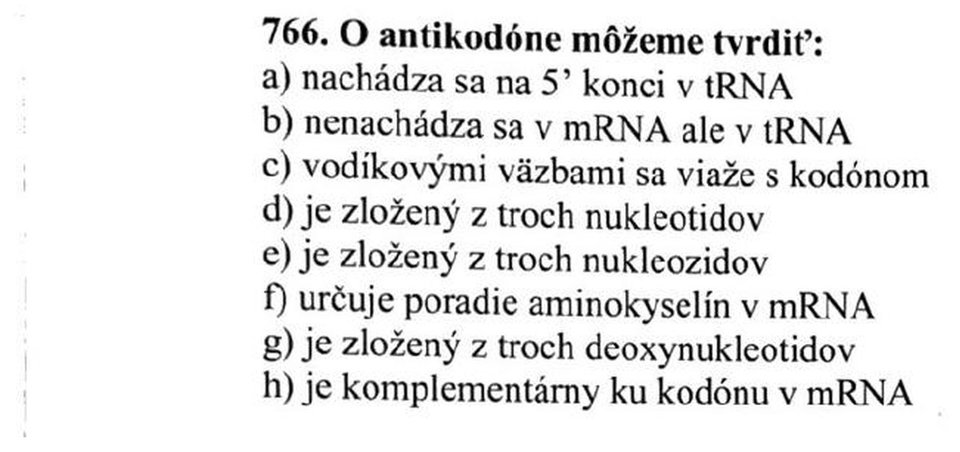 766. O antikodóne môžeme tvrdiť:
a) nachádza sa na 5’ konci v tRNA
b) nenachádza sa v mRNA ale v tRNA
c) vodíkovými väzbami sa viaže s kodónom
d) je zložený z troch nukleotidov
e) je zložený z troch nukleozidov
f) určuje poradie aminokyselín v mRNA
g) je zložený z troch deoxynukleotidov
h) je komplementárny ku kodónu v mRNA